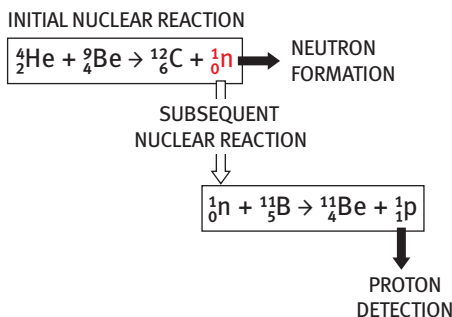 INITIAL NUCLEAR REACTION
⁴₂He + ⁹₄Be → ¹²₆C + ¹₀n
NEUTRON
FORMATION
SUBSEQUENT
NUCLEAR REACTION
¹₀n + ¹¹₅B → ¹¹₄Be + ¹₁p
PROTON
DETECTION